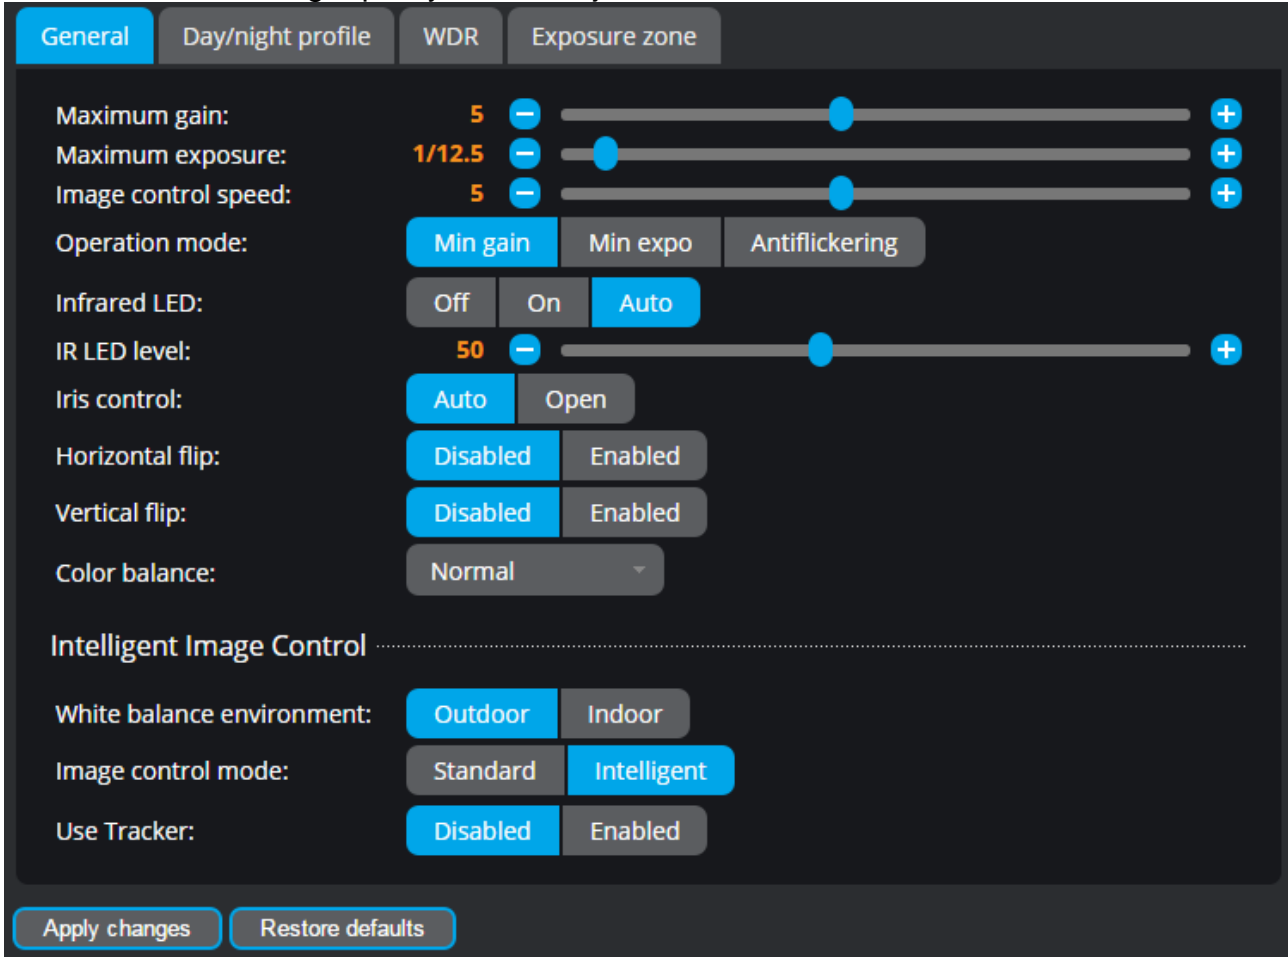 General Day/night profile WDR Exposure zone
Maximum gain: 5
Maximum exposure: 1/12.5
Image control speed: 5
Operation mode: Min gain Min expo Antiflickering
Infrared LED: Off On Auto
IR LED level: 50
Iris control: Auto Open
Horizontal flip: Disabled Enabled
Vertical flip: Disabled Enabled
Color balance: Normal
Intelligent Image Control
White balance environment: Outdoor Indoor
Image control mode: Standard Intelligent
Use Tracker: Disabled Enabled
Apply changes Restore defaults